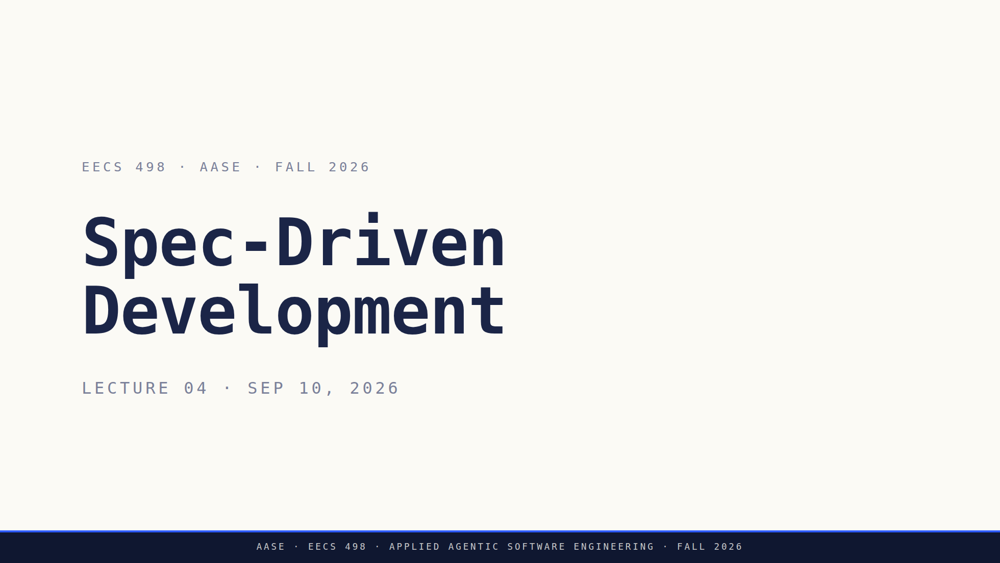 EECS 498 · AASE · FALL 2026
Spec-Driven
Development
LECTURE 04 · SEP 10, 2026
AASE · EECS 498 · APPLIED AGENTIC SOFTWARE ENGINEERING · FALL 2026